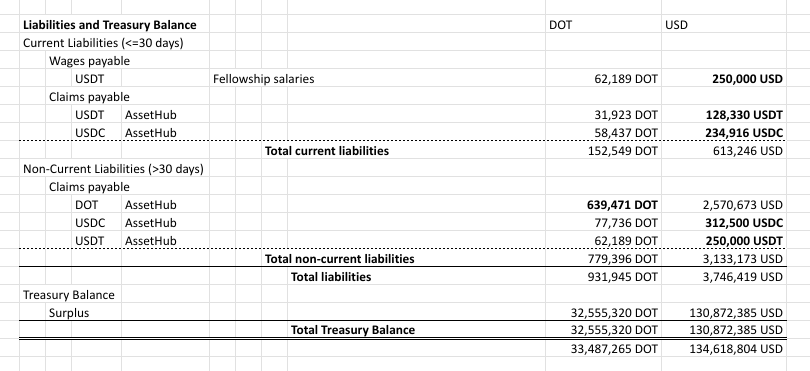 Liabilities and Treasury Balance DOT USD
Current Liabilities (<=30 days)
Wages payable
USDT Fellowship salaries 62,189 DOT 250,000 USD
Claims payable
USDT AssetHub 31,923 DOT 128,330 USDT
USDC AssetHub 58,437 DOT 234,916 USDC
Total current liabilities 152,549 DOT 613,246 USD
Non-Current Liabilities (>30 days)
Claims payable
DOT AssetHub 639,471 DOT 2,570,673 USD
USDC AssetHub 77,736 DOT 312,500 USDC
USDT AssetHub 62,189 DOT 250,000 USDT
Total non-current liabilities 779,396 DOT 3,133,173 USD
Total liabilities 931,945 DOT 3,746,419 USD
Treasury Balance
Surplus 32,555,320 DOT 130,872,385 USD
Total Treasury Balance 32,555,320 DOT 130,872,385 USD
33,487,265 DOT 134,618,804 USD